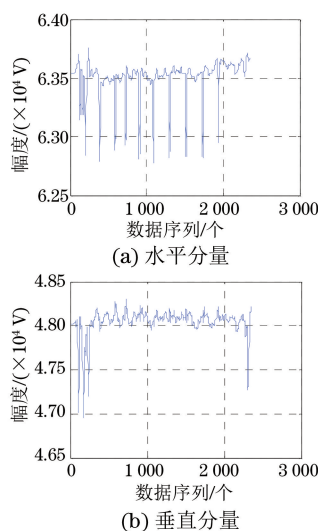 6.40
6.35
6.30
6.25
幅度/(×10⁴ V)
0
1 000
2 000
3 000
数据序列/个
(a) 水平分量
4.85
4.80
4.75
4.70
4.65
幅度/(×10⁴ V)
0
1 000
2 000
3 000
数据序列/个
(b) 垂直分量